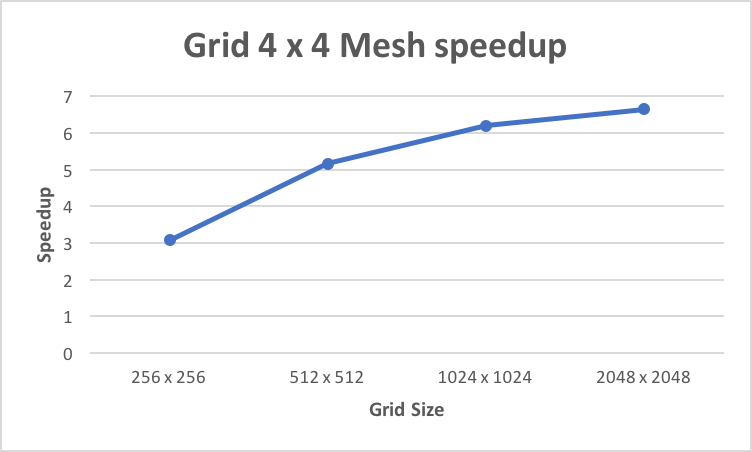 Grid 4 x 4 Mesh speedup
7
6
5
4
3
2
1
0
Speedup
256 x 256
512 x 512
1024 x 1024
2048 x 2048
Grid Size